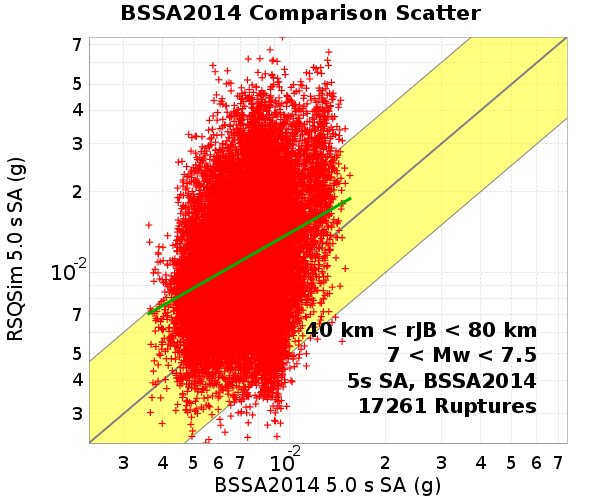 BSSA2014 Comparison Scatter
RSQSim 5.0 s SA (g)
7
5
4
3
2
10-2
7
5
4
3
40 km < rJB < 80 km
7 < Mw < 7.5
5s SA, BSSA2014
17261 Ruptures
3 4 5 6 7 10-2 2 3 4 5 6 7
BSSA2014 5.0 s SA (g)